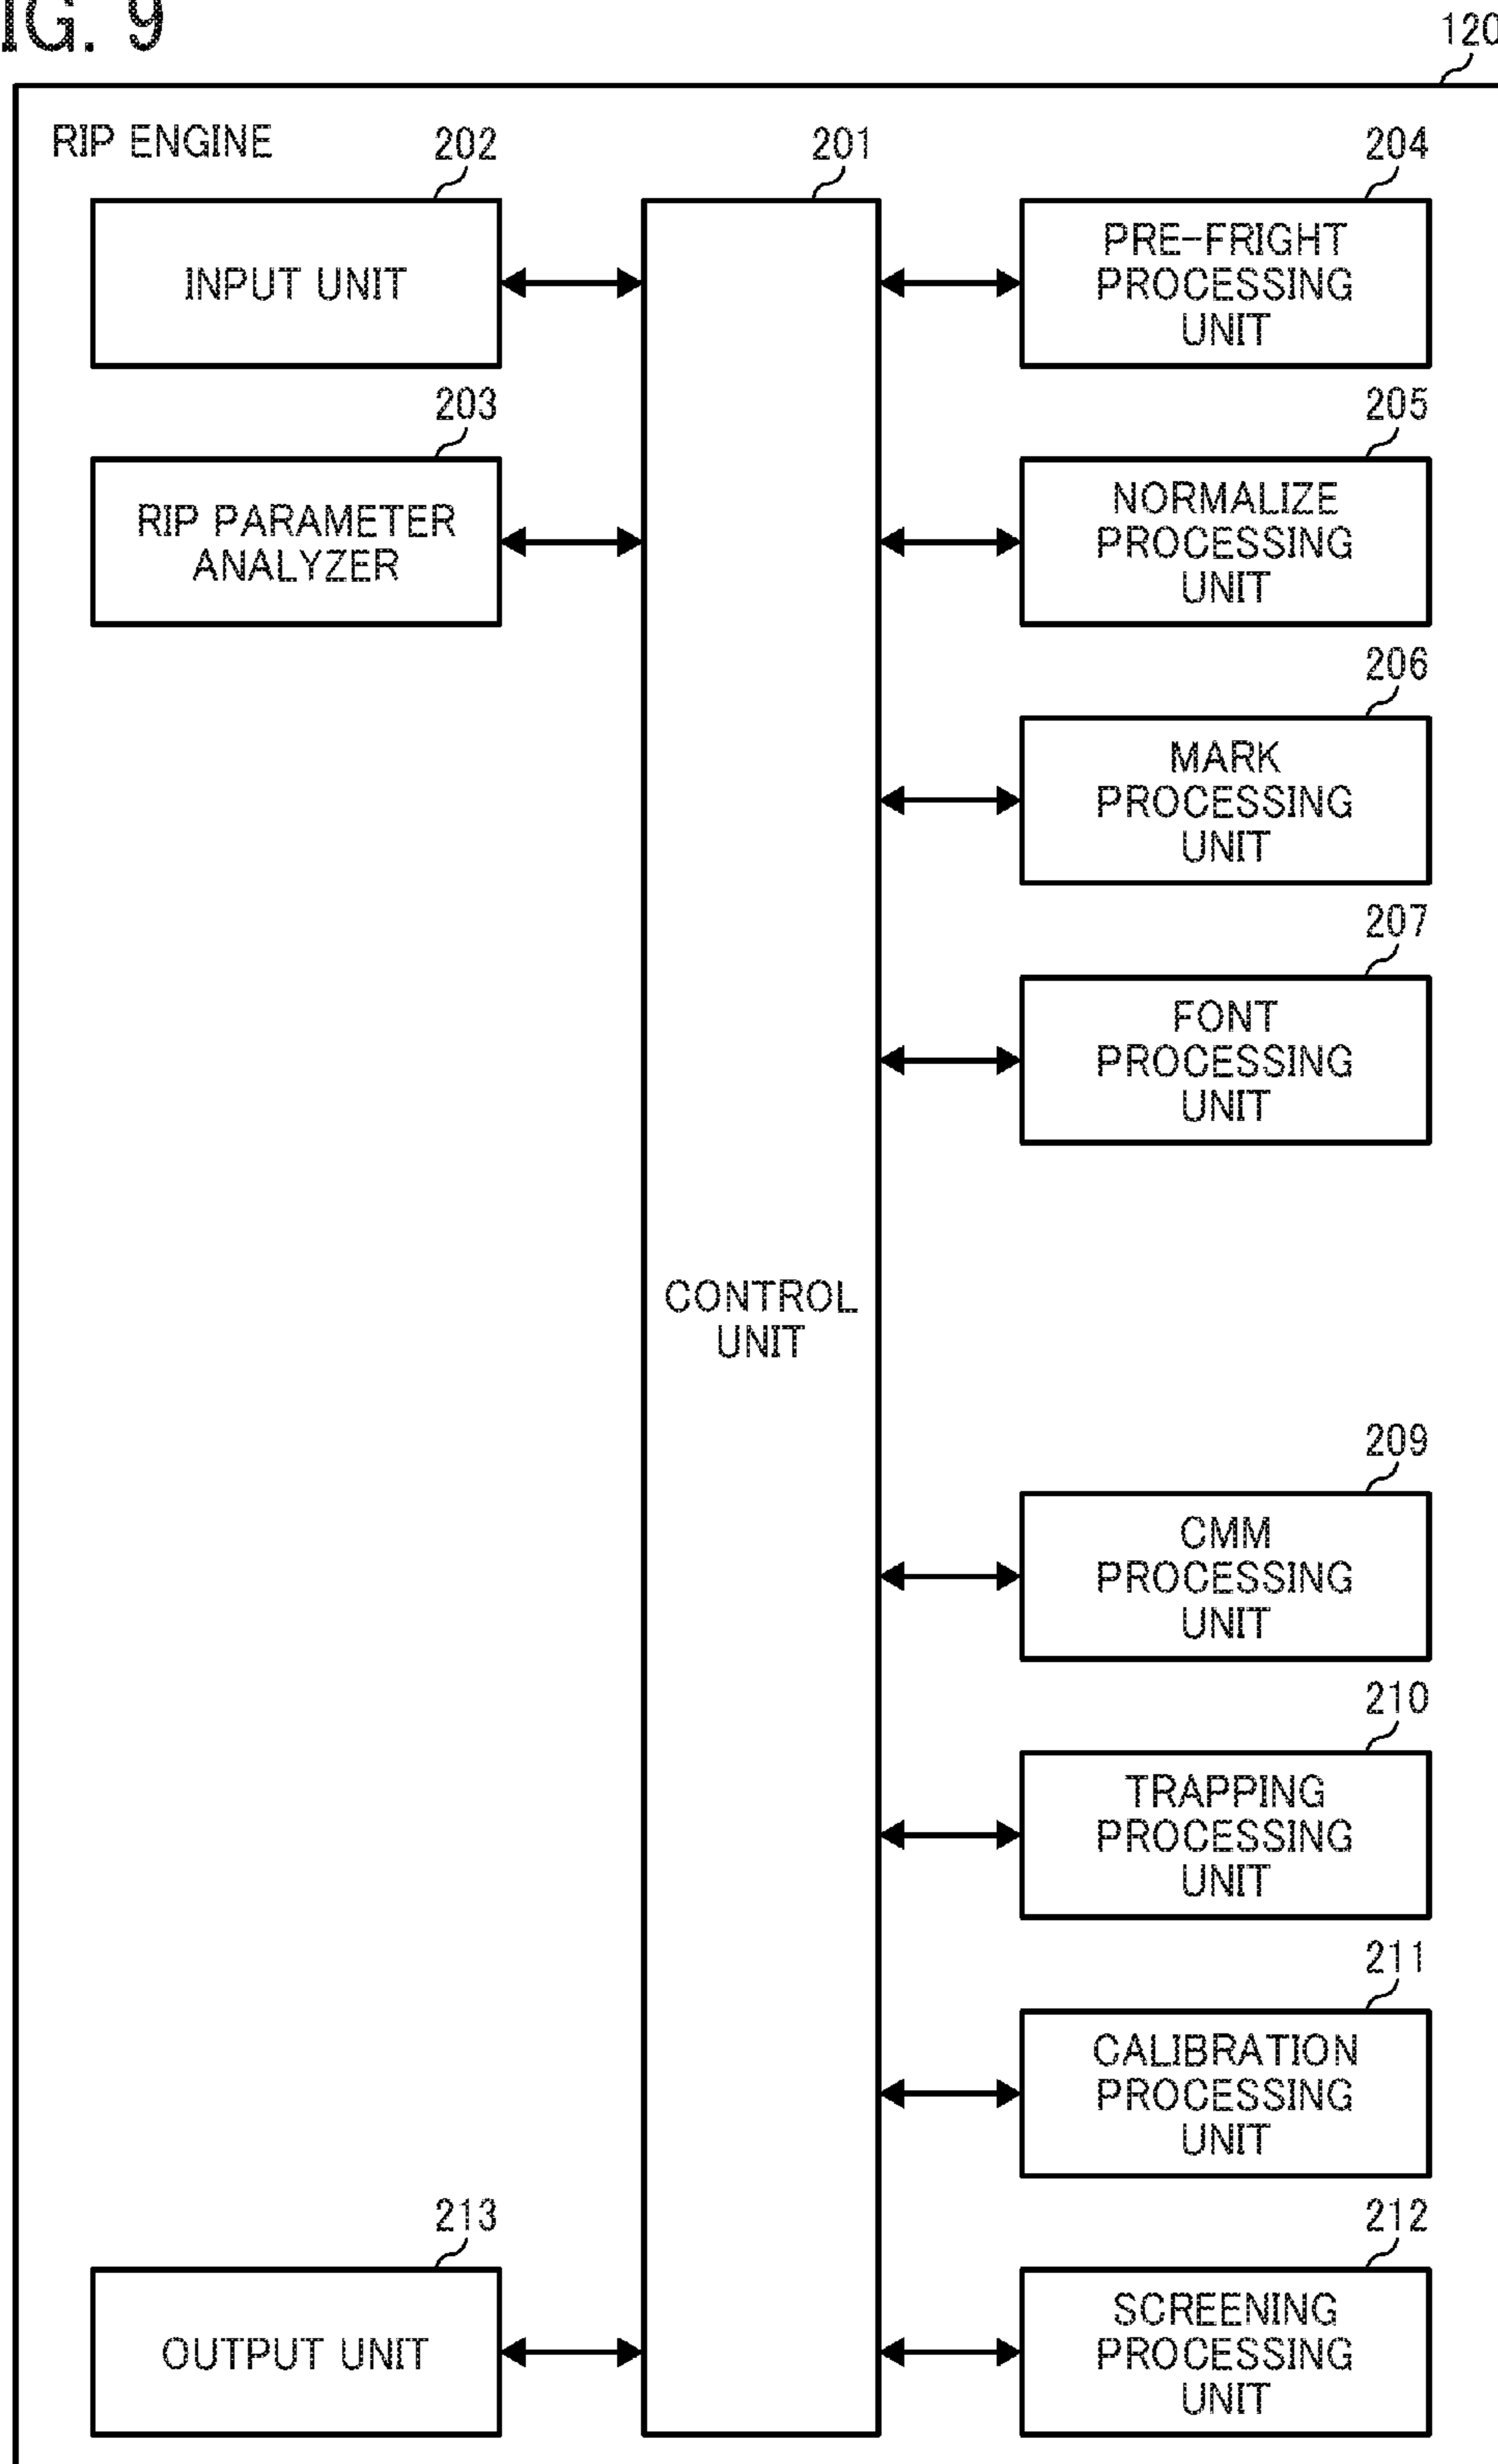 IG. 9
120
RIP ENGINE
202
201
204
INPUT UNIT
PRE-FRIGHT
PROCESSING
UNIT
203
205
RIP PARAMETER
ANALYZER
NORMALIZE
PROCESSING
UNIT
206
MARK
PROCESSING
UNIT
207
FONT
PROCESSING
UNIT
CONTROL
UNIT
209
CMM
PROCESSING
UNIT
210
TRAPPING
PROCESSING
UNIT
211
CALIBRATION
PROCESSING
UNIT
213
212
OUTPUT UNIT
SCREENING
PROCESSING
UNIT